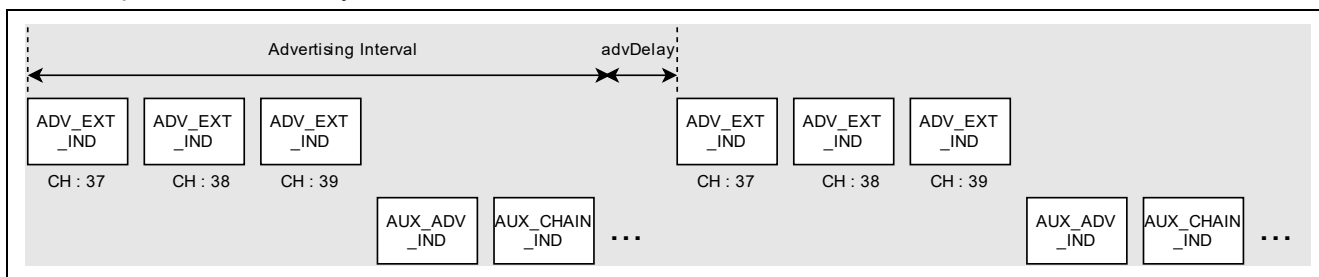 Advertising Interval advDelay
ADV_EXT ADV_EXT ADV_EXT ADV_EXT ADV_EXT ADV_EXT
_IND _IND _IND _IND _IND _IND
CH : 37 CH : 38 CH : 39 CH : 37 CH : 38 CH : 39
AUX_ADV AUX_CHAIN ... AUX_ADV AUX_CHAIN ...
_IND _IND _IND _IND